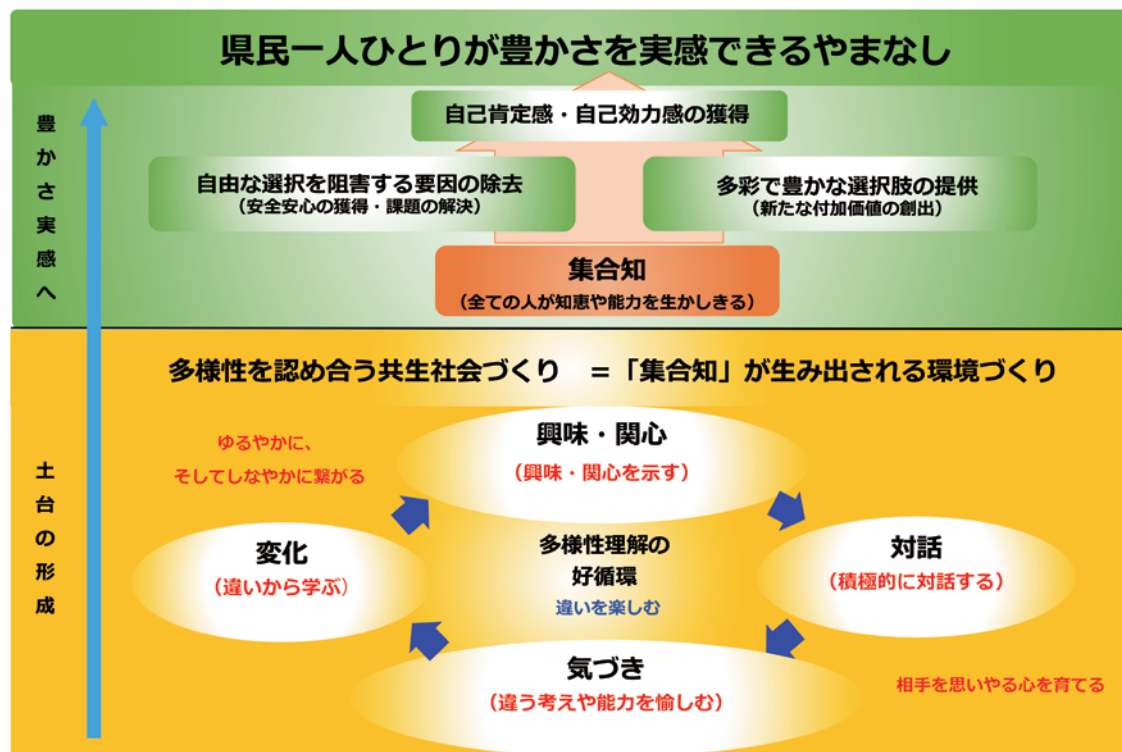 県民一人ひとりが豊かさを実感できるやまなし
豊かさ実感へ
自己肯定感・自己効力感の獲得
自由な選択を阻害する要因の除去
（安全安心の獲得・課題の解決）
多彩で豊かな選択肢の提供
（新たな付加価値の創出）
集合知
（全ての人が知恵や能力を生かしきる）
土台の形成
多様性を認め合う共生社会づくり　＝「集合知」が生み出される環境づくり
ゆるやかに、
そしてしなやかに繋がる
興味・関心
（興味・関心を示す）
対話
（積極的に対話する）
変化
（違いから学ぶ）
多様性理解の
好循環
違いを楽しむ
気づき
（違う考えや能力を愉しむ）
相手を思いやる心を育てる